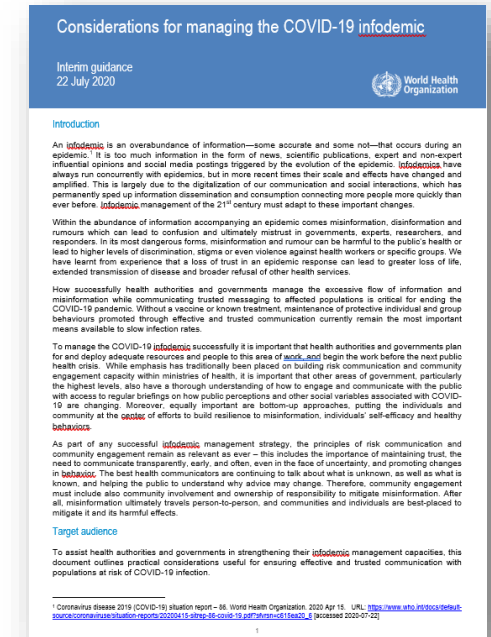 Considerations for managing the COVID-19 infodemic
Interim guidance
22 July 2020
World Health
Organization
Introduction
An infodemic is an overabundance of information—some accurate and some not—that occurs during an
epidemic.1 It is too much information in the form of news, scientific publications, expert and non-expert
influential opinions and social media postings triggered by the evolution of the epidemic. Infodemics have
always run concurrently with epidemics, but in more recent times their scale and effects have changed and
amplified. This is largely due to the digitalization of our communication and social interactions, which has
permanently sped up information dissemination and consumption connecting more people more quickly than
ever before. Infodemic management of the 21st century must adapt to these important changes.
Within the abundance of information accompanying an epidemic comes misinformation, disinformation and
rumours which can lead to confusion and ultimately mistrust in governments, experts, researchers, and
responders. In its most dangerous forms, misinformation and rumour can be harmful to the public's health or
lead to higher levels of discrimination, stigma or even violence against health workers or specific groups. We
have learnt from experience that a loss of trust in an epidemic response can lead to greater loss of life,
extended transmission of disease and broader refusal of other health services.
How successfully health authorities and governments manage the excessive flow of information and
misinformation while communicating trusted messaging to affected populations is critical for ending the
COVID-19 pandemic. Without a vaccine or known treatment, maintenance of protective individual and group
behaviours promoted through effective and trusted communication currently remain the most important
means available to slow infection rates.
To manage the COVID-19 infodemic successfully it is important that health authorities and governments plan
for and deploy adequate resources and people to this area of work, and begin the work before the next public
health crisis. While emphasis has traditionally been placed on building risk communication and community
engagement capacity within ministries of health, it is important that other areas of government, particularly
the highest levels, also have a thorough understanding of how to engage and communicate with the public
with access to regular briefings on how public perceptions and other social variables associated with COVID-
19 are changing. Moreover, equally important are bottom-up approaches, putting the individuals and
community at the center of efforts to build resilience to misinformation, individuals' self-efficacy and healthy
behaviors.
As part of any successful infodemic management strategy, the principles of risk communication and
community engagement remain as relevant as ever – this includes the importance of maintaining trust, the
need to communicate transparently, early, and often, even in the face of uncertainty, and promoting changes
in behavior. The best health communicators are continuing to talk about what is unknown, as well as what is
known, and helping the public to understand why advice may change. Therefore, community engagement
must include also community involvement and ownership of responsibility to mitigate misinformation. After
all, misinformation ultimately travels person-to-person, and communities and individuals are best-placed to
mitigate it and its harmful effects.
Target audience
To assist health authorities and governments in strengthening their infodemic management capacities, this
document outlines practical considerations useful for ensuring effective and trusted communication with
populations at risk of COVID-19 infection.
1 Coronavirus disease 2019 (COVID-19) situation report – 86. World Health Organization. 2020 Apr 15. URL: https://www.who.int/docs/default-
source/coronaviruse/situation-reports/20200415-sitrep-86-covid-19.pdf?sfvrsn=c615ea20_6 [accessed 2020-07-22]
1